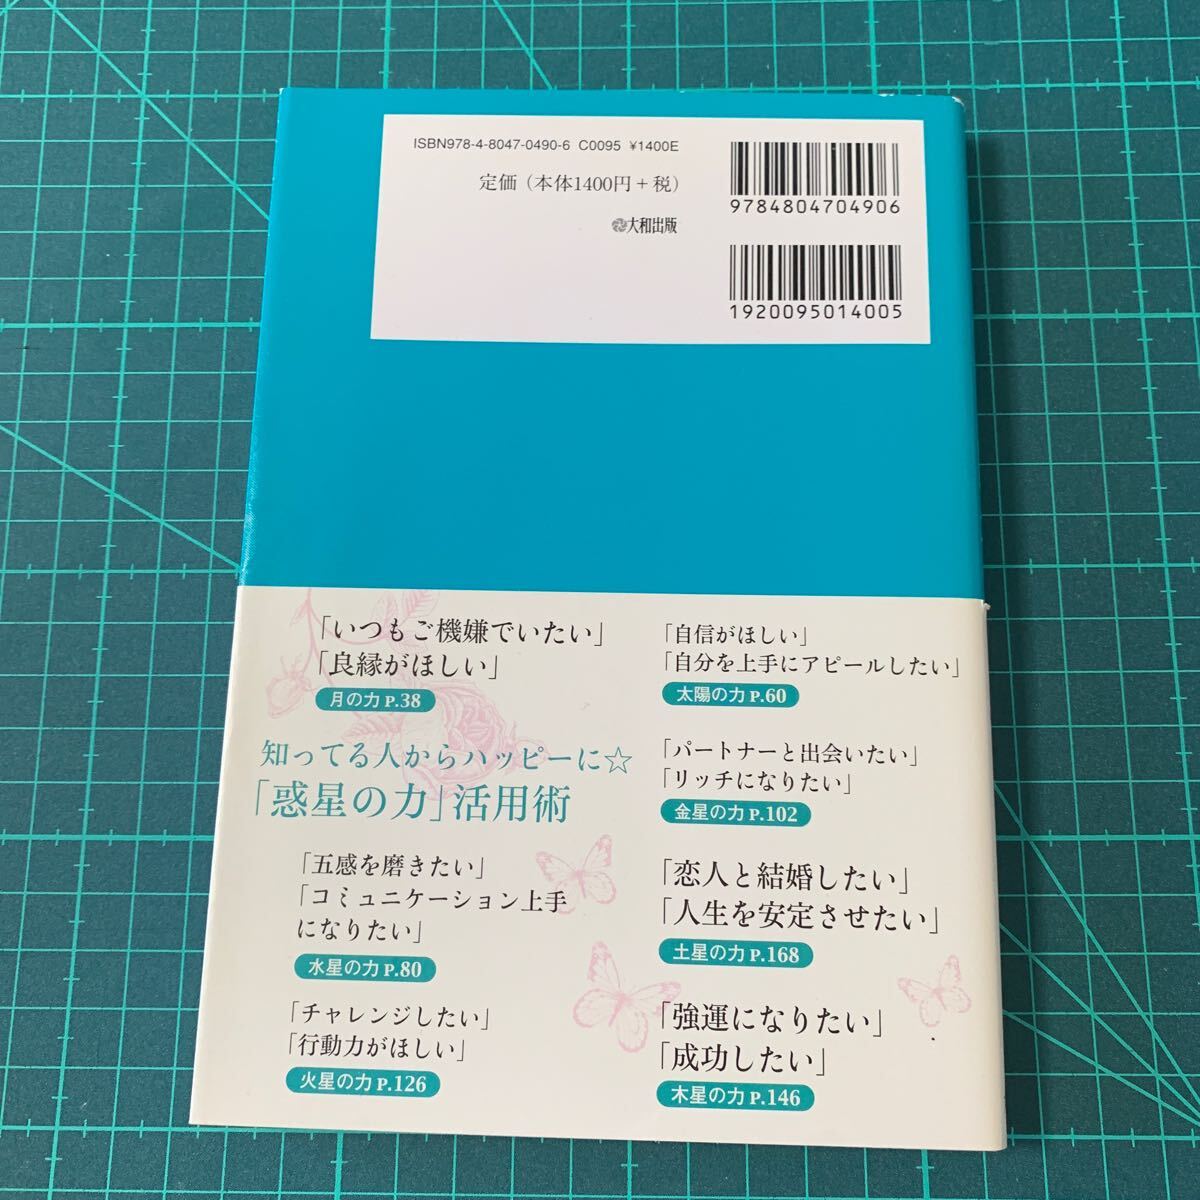 ISBN978-4-8047-0490-6 C0095 ¥1400E
定価（本体1400円＋税）
大和出版
9784804704906
1920095014005
「いつもご機嫌でいたい」
「良縁がほしい」
月の力 P.38
「自信がほしい」
「自分を上手にアピールしたい」
太陽の力 P.60
知ってる人からハッピーに☆
「惑星の力」活用術
「パートナーと出会いたい」
「リッチになりたい」
金星の力 P.102
「五感を磨きたい」
「コミュニケーション上手
になりたい」
水星の力 P.80
「恋人と結婚したい」
「人生を安定させたい」
土星の力 P.168
「チャレンジしたい」
「行動力がほしい」
火星の力 P.126
「強運になりたい」
「成功したい」
木星の力 P.146